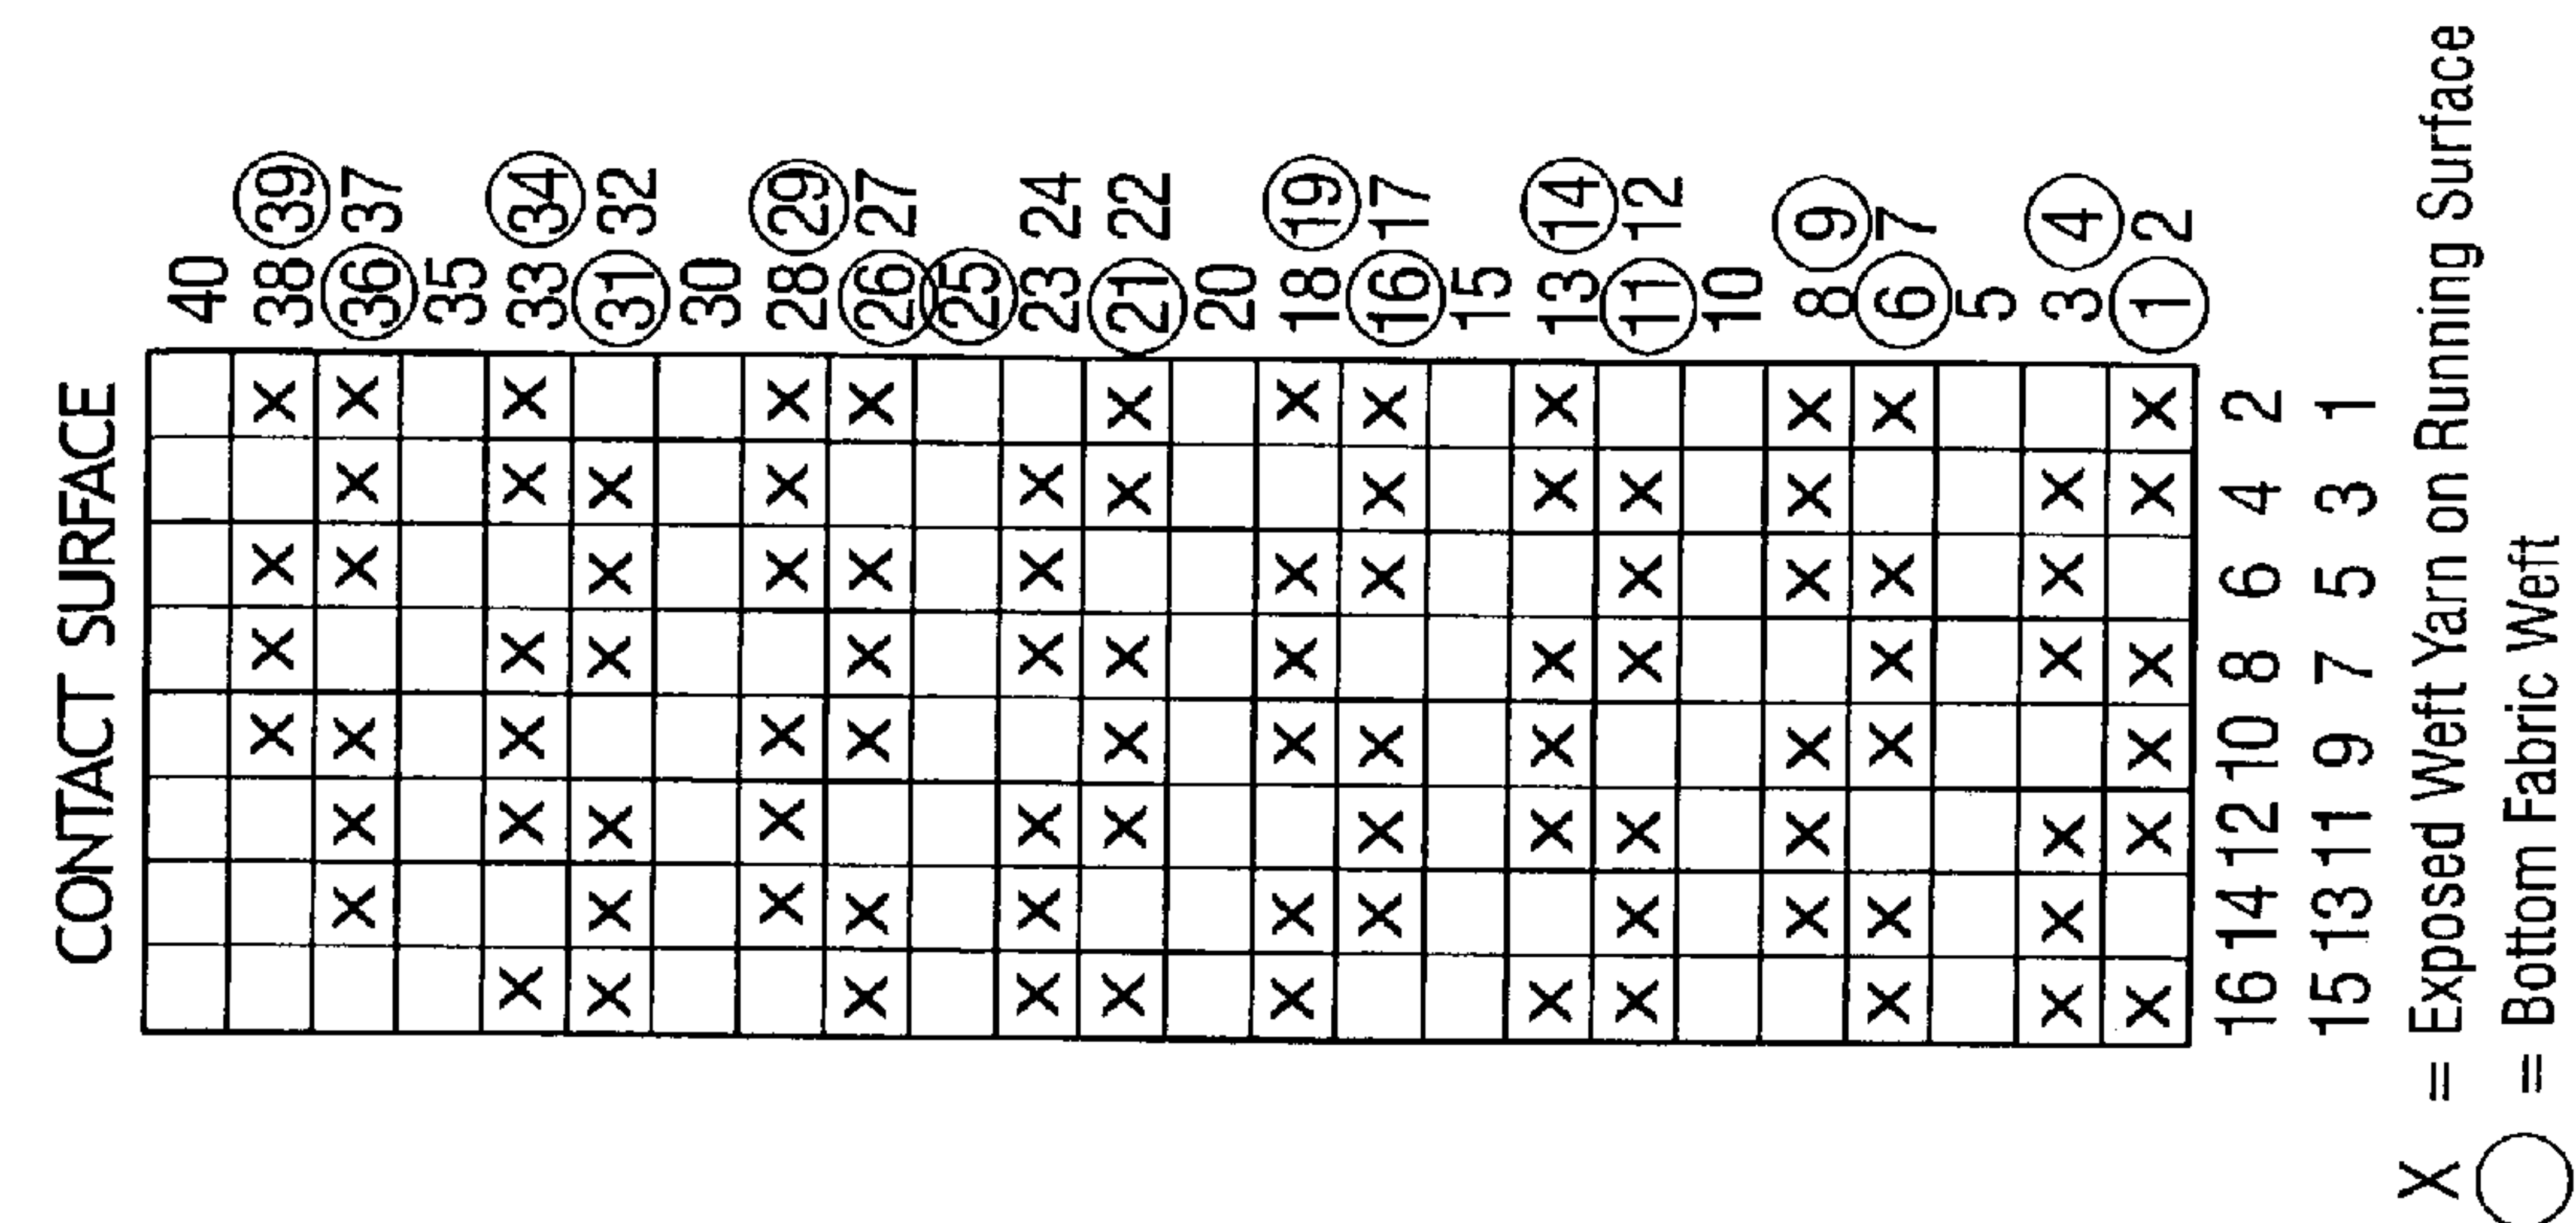 CONTACT SURFACE
40
X X X X 38 39
X X X X X X 36 37
35
X X X X X X 33 34
X X X X X X 31 32
30
X X X X X X 28 29
X X X X X X 26 27
25
X X X X X X 23 24
X X X X X X 21 22
20
X X X X X X 18 19
X X X X X X 16 17
15
X X X X X X 13 14
X X X X X X 11 12
10
X X X X X X 8 9
X X X X X X 6 7
5
X X X X X X 3 4
X X X X X X 1 2
16 14 12 10 8 6 4 2
15 13 11 9 7 5 3 1
X = Exposed Weft Yarn on Running Surface
= Bottom Fabric Weft